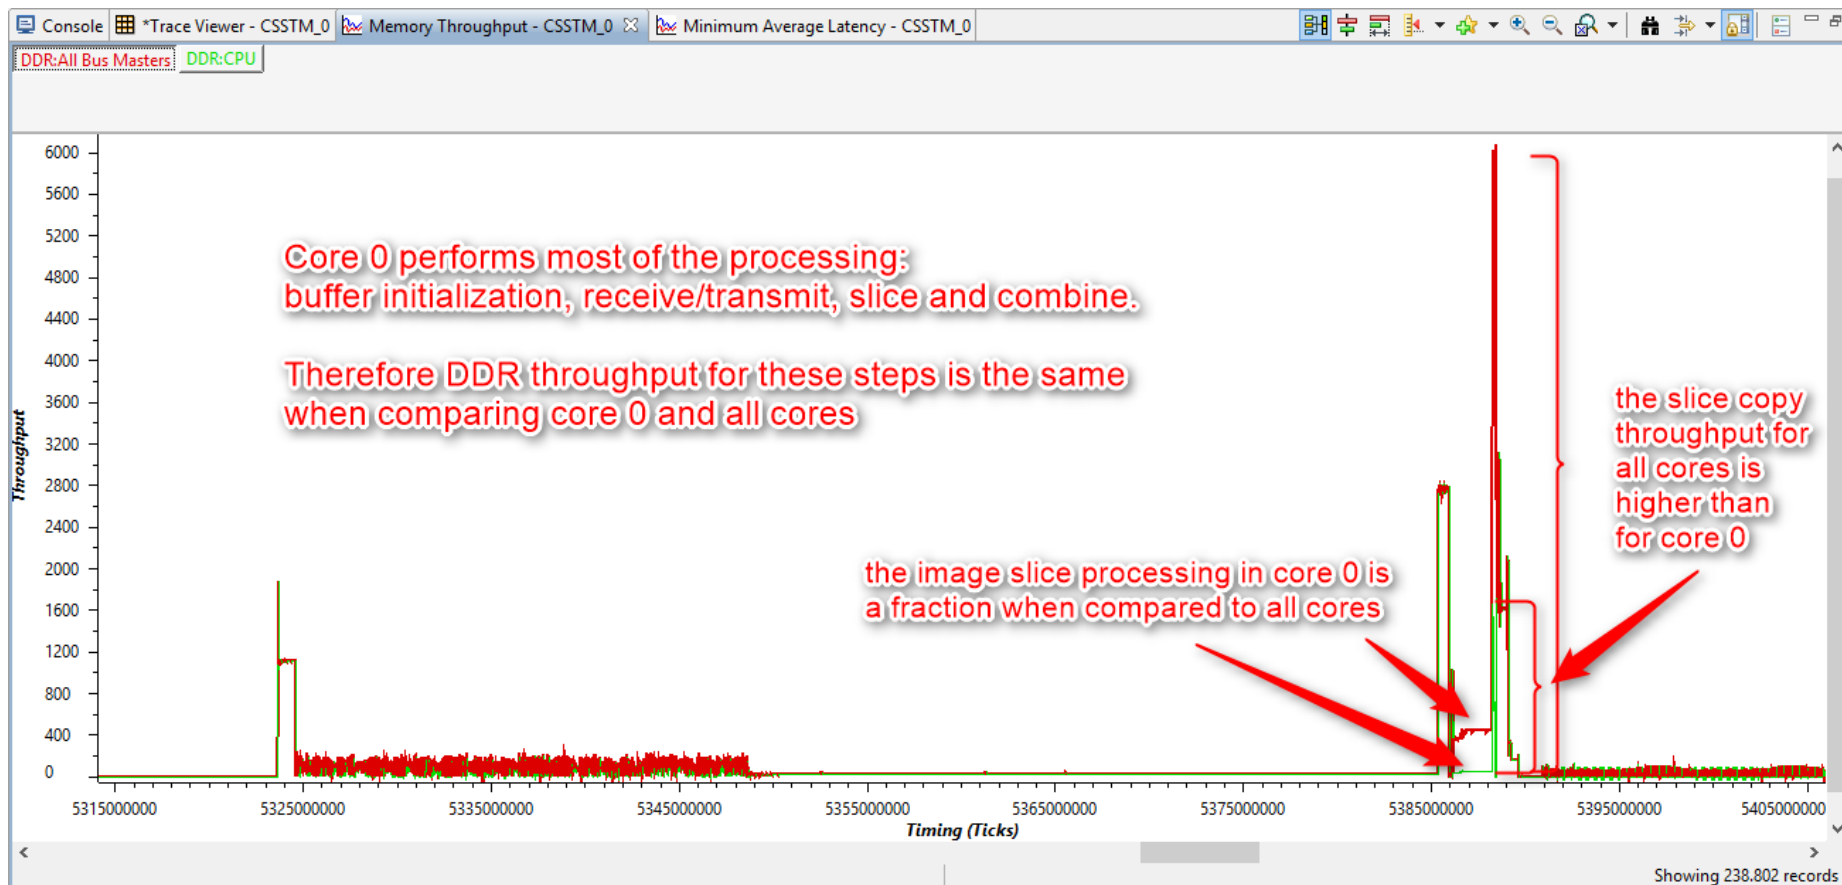 Console *Trace Viewer - CSSTM_0 Memory Throughput - CSSTM_0 Minimum Average Latency - CSSTM_0
DDR:All Bus Masters DDR:CPU
6000
5600
5200
4800
4400
4000
3600
3200
2800
2400
2000
1600
1200
800
400
0
Throughput
Core 0 performs most of the processing:
buffer initialization, receive/transmit, slice and combine.
Therefore DDR throughput for these steps is the same
when comparing core 0 and all cores
the image slice processing in core 0 is
a fraction when compared to all cores
the slice copy
throughput for
all cores is
higher than
for core 0
5315000000 5325000000 5335000000 5345000000 5355000000 5365000000 5375000000 5385000000 5395000000 5405000000
Timing (Ticks)
Showing 238.802 records